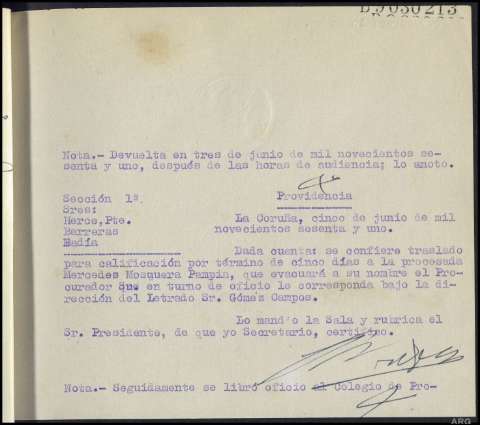 D9030213
Nota.- Devuelta en tres de junio de mil novecientos se-
senta y uno, después de las horas de audiencia; lo anoto.
Sección 1ª.
Providencia
Sres:
Herce,Pte.
La Coruña, cinco de junio de mil
Barreras
novecientos sesenta y uno.
Badía
Dada cuenta: se confiere traslado
para calificación por término de cinco días a la procesada
Mercedes Mosquera Pampín, que evacuará a su nombre el Pro-
curador que en turno de oficio le corresponda bajo la di-
rección del Letrado Sr. Gómes Campos.
Lo mandó la Sala y rubrica el
Sr. Presidente, de que yo Secretario, certifico.
Nota.- Seguidamente se libró oficio al Colegio de Pro-
ARG